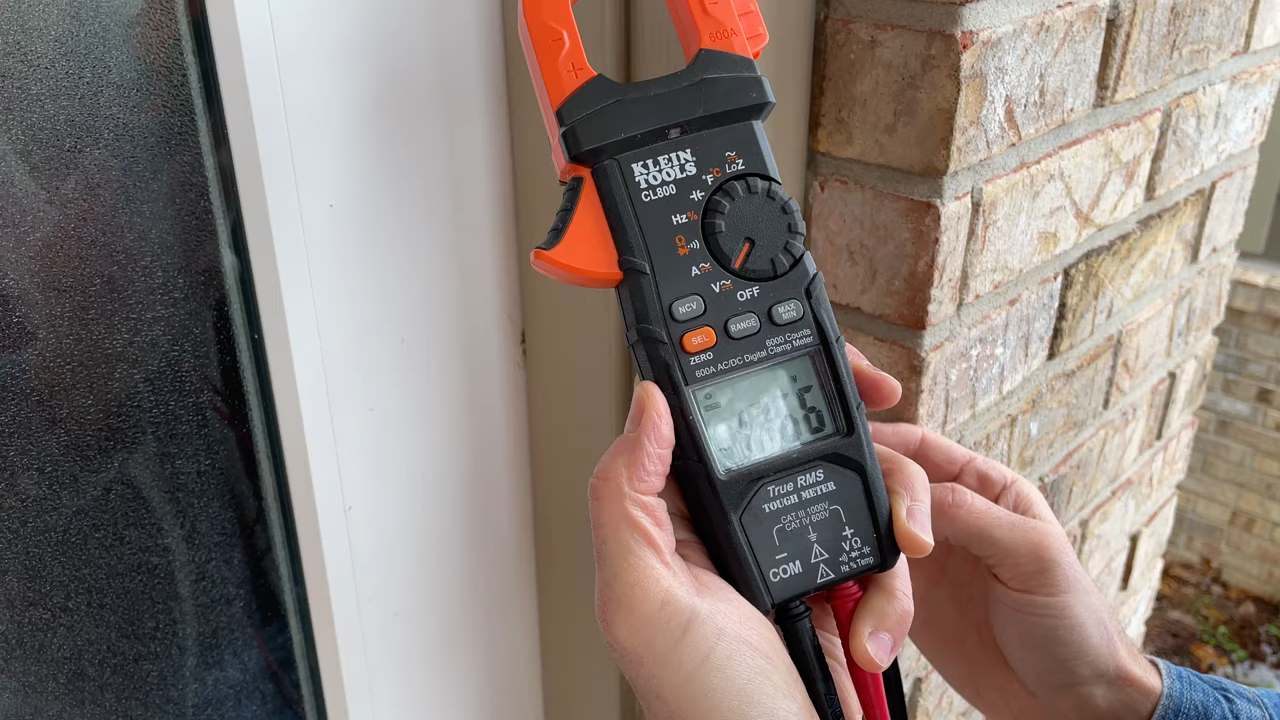 600A
KLEIN
TOOLS
CL800
LoZ
°F°C
Hz%
Ω
A
V
OFF
NCV
SEL
RANGE
MAX
MIN
ZERO
6000 Counts
600A AC/DC Digital Clamp Meter
V
6
True RMS
TOUGH METER
CAT III 1000V
CAT IV 600V
COM
+
VΩ
Hz % Temp